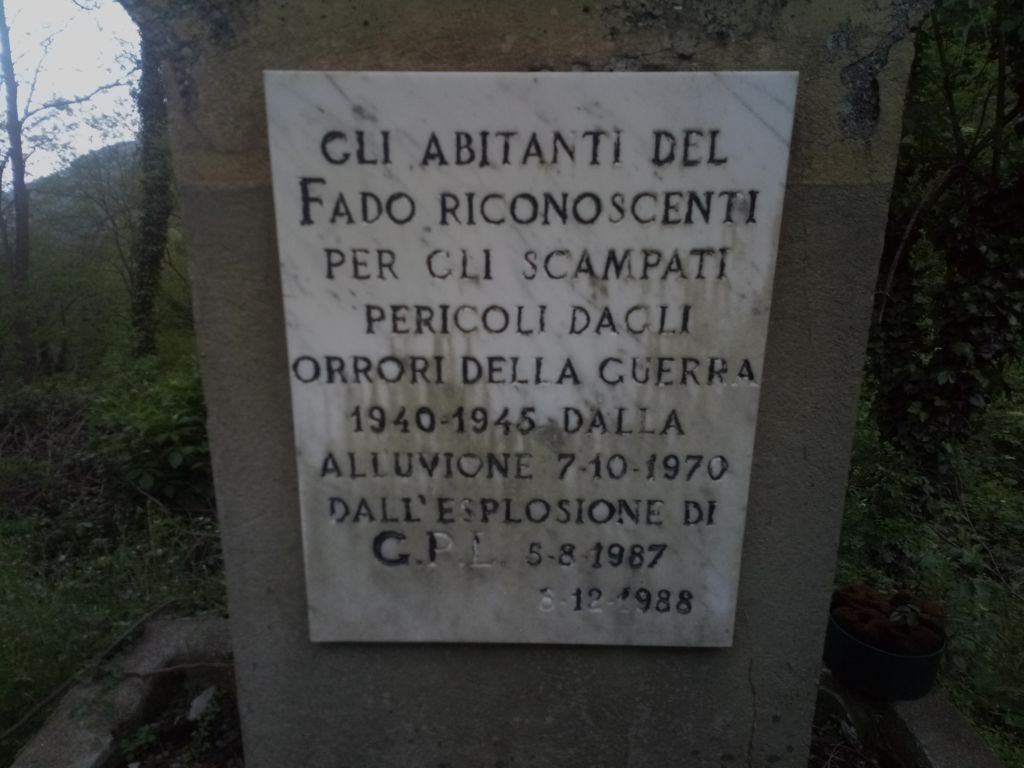 GLI ABITANTI DEL
FADO RICONOSCENTI
PER GLI SCAMPATI
PERICOLI DAGLI
ORRORI DELLA GUERRA
1940-1945 DALLA
ALLUVIONE 7-10-1970
DALL'ESPLOSIONE DI
G.P.L. 5-8-1987
8-12-1988